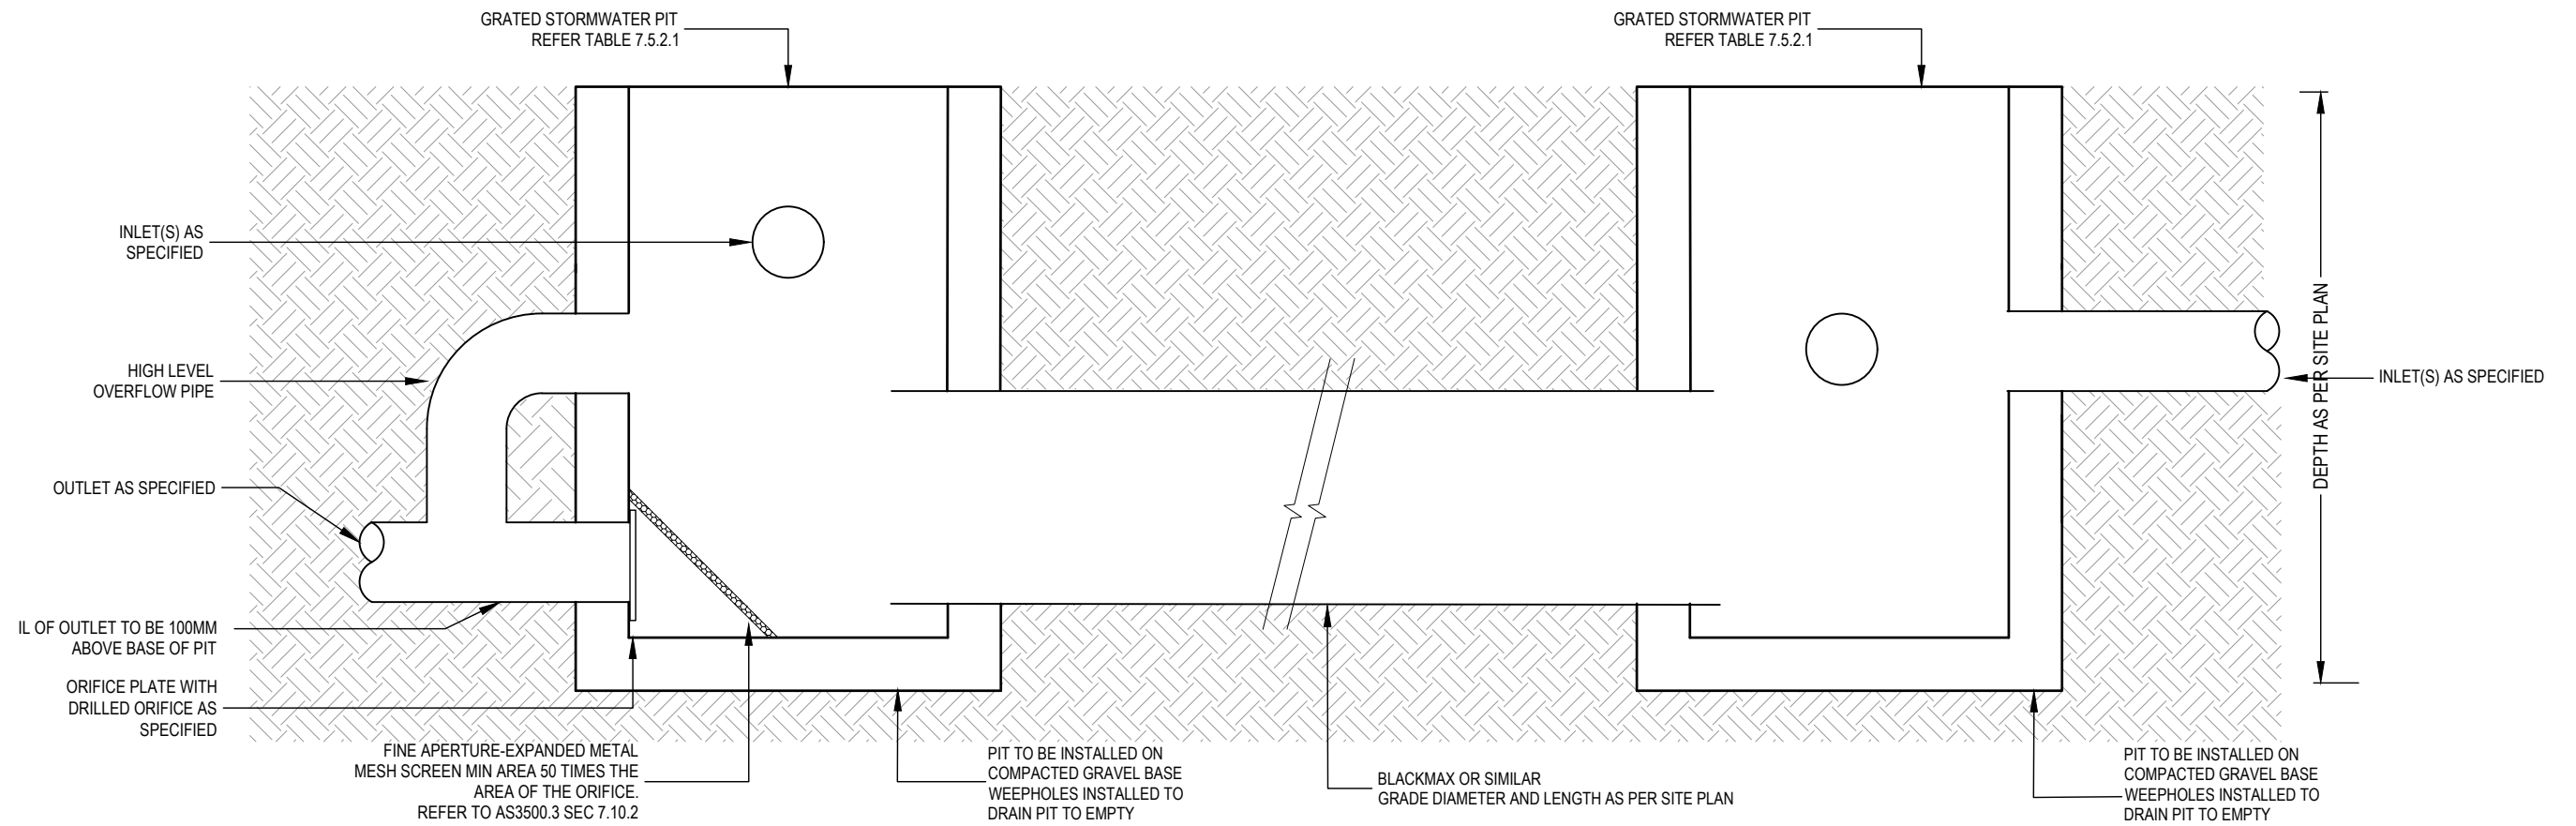 GRATED STORMWATER PIT
REFER TABLE 7.5.2.1
GRATED STORMWATER PIT
REFER TABLE 7.5.2.1
INLET(S) AS
SPECIFIED
HIGH LEVEL
OVERFLOW PIPE
OUTLET AS SPECIFIED
IL OF OUTLET TO BE 100MM
ABOVE BASE OF PIT
ORIFICE PLATE WITH
DRILLED ORIFICE AS
SPECIFIED
FINE APERTURE-EXPANDED METAL
MESH SCREEN MIN AREA 50 TIMES THE
AREA OF THE ORIFICE.
REFER TO AS3500.3 SEC 7.10.2
PIT TO BE INSTALLED ON
COMPACTED GRAVEL BASE
WEEPHOLES INSTALLED TO
DRAIN PIT TO EMPTY
BLACKMAX OR SIMILAR
GRADE DIAMETER AND LENGTH AS PER SITE PLAN
PIT TO BE INSTALLED ON
COMPACTED GRAVEL BASE
WEEPHOLES INSTALLED TO
DRAIN PIT TO EMPTY
DEPTH AS PER SITE PLAN
INLET(S) AS SPECIFIED